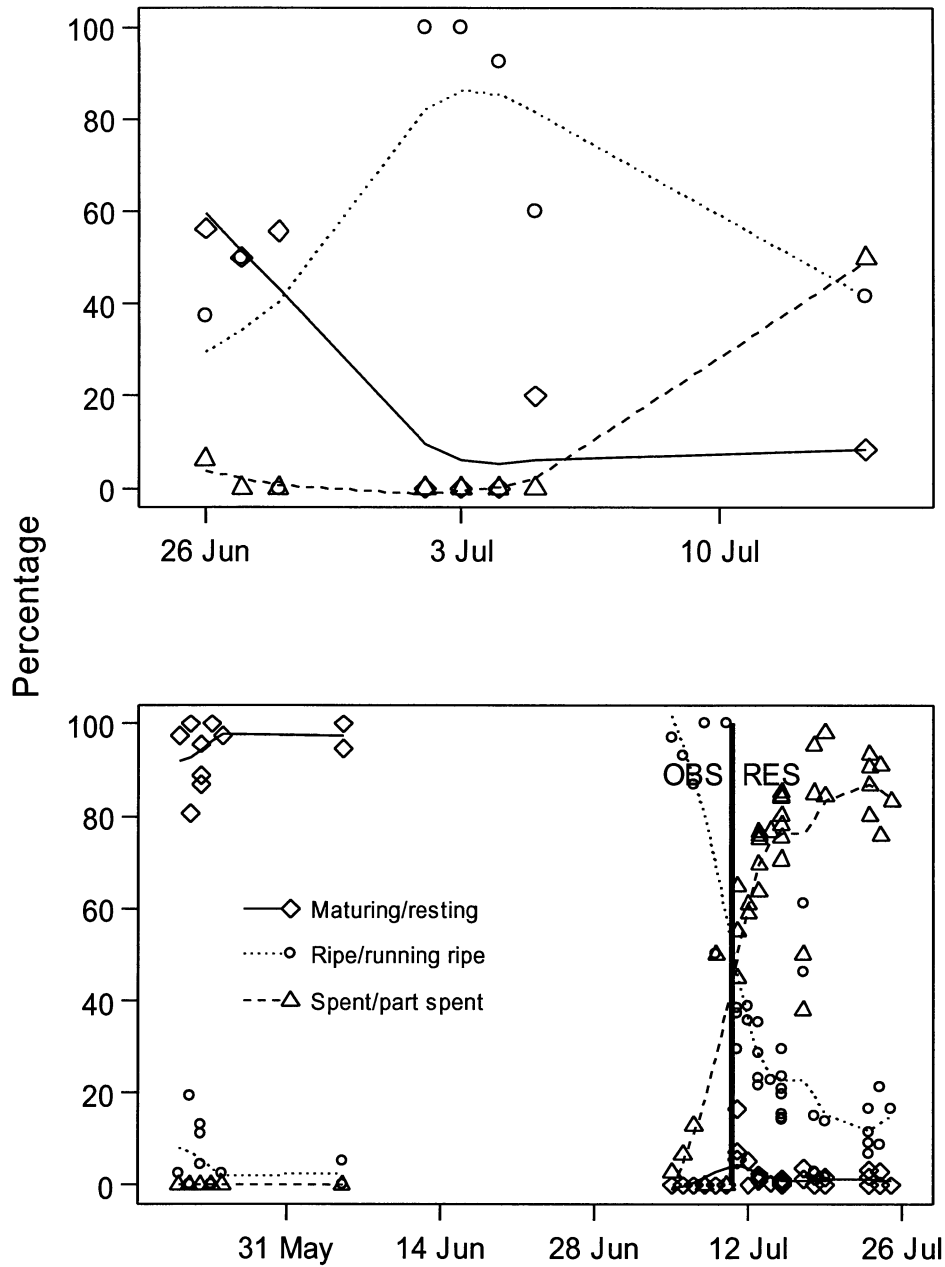 100
80
60
40
20
0
26 Jun 3 Jul 10 Jul
Percentage
100
80
60
40
20
0
OBS RES
Maturing/resting
Ripe/running ripe
Spent/part spent
31 May 14 Jun 28 Jun 12 Jul 26 Jul